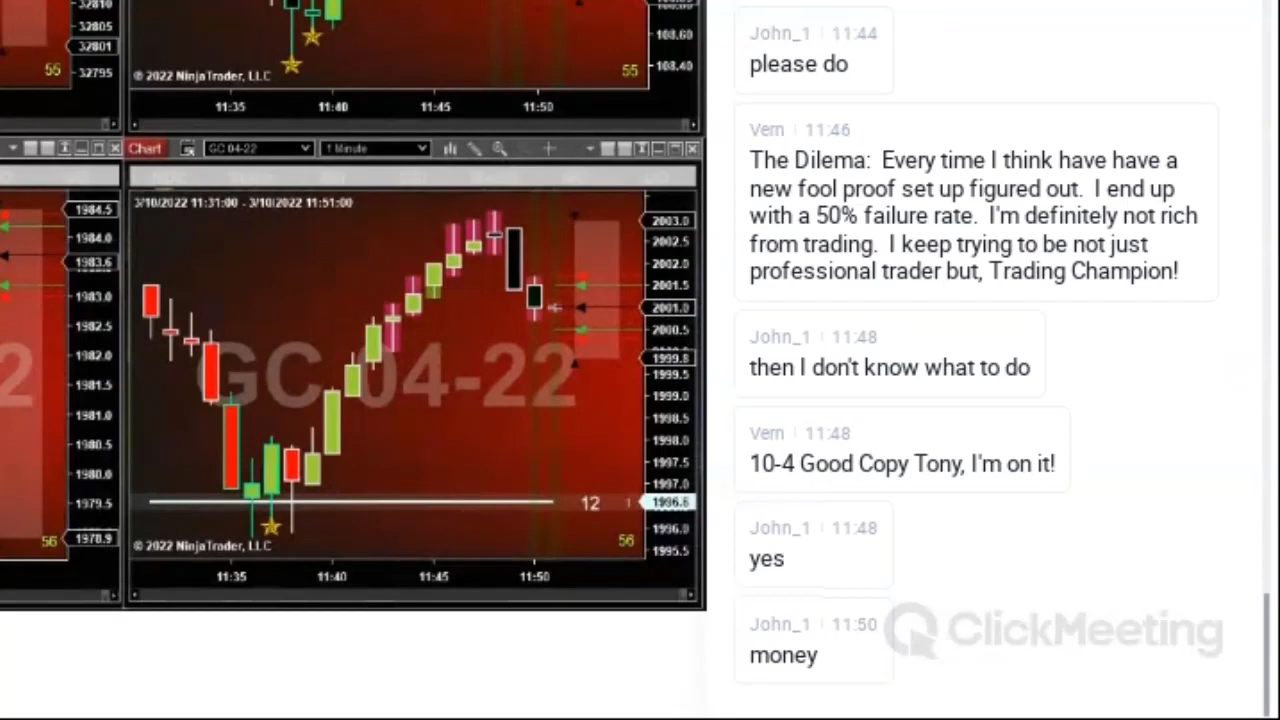 32810
32805
32801
32795
55
© 2022 NinjaTrader, LLC
108.60
108.40
55
11:35 11:40 11:45 11:50
Chart GC 04-22 1 Minute
1984.5
1984.0
1983.6
1983.0
1982.5
1982.0
1981.5
1981.0
1980.5
1980.0
1979.5
1978.9
56
2
3/10/2022 11:31:00 - 3/10/2022 11:51:00
GC 04-22
2003.0
2002.5
2002.0
2001.5
2001.0
2000.5
1999.8
1999.5
1999.0
1998.5
1998.0
1997.5
1997.0
12 1 1996.6
1996.0
1995.5
56
© 2022 NinjaTrader, LLC
11:35 11:40 11:45 11:50
John_1 11:44
please do
Vern 11:46
The Dilema: Every time I think have have a
new fool proof set up figured out. I end up
with a 50% failure rate. I'm definitely not rich
from trading. I keep trying to be not just
professional trader but, Trading Champion!
John_1 11:48
then I don't know what to do
Vern 11:48
10-4 Good Copy Tony, I'm on it!
John_1 11:48
yes
John_1 11:50
money
ClickMeeting